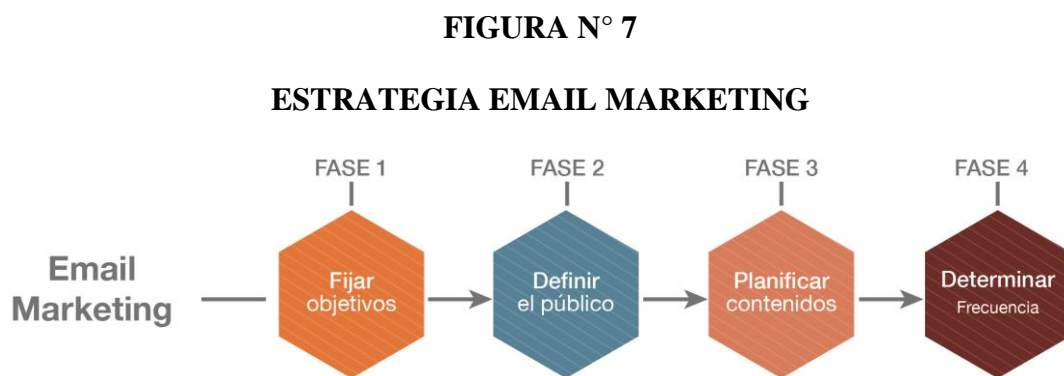 FIGURA N° 7
ESTRATEGIA EMAIL MARKETING
FASE 1
FASE 2
FASE 3
FASE 4
Email
Marketing
Fijar
objetivos
Definir
el público
Planificar
contenidos
Determinar
Frecuencia